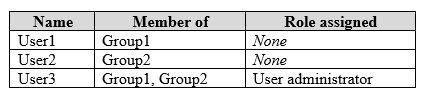 Name Member of Role assigned
User1 Group1 None
User2 Group2 None
User3 Group1, Group2 User administrator